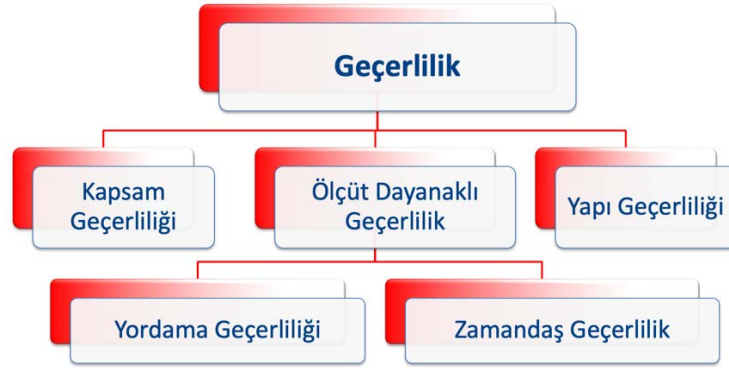 Geçerlilik
Kapsam
Geçerliliği
Ölçüt Dayanaklı
Geçerlilik
Yapı Geçerliliği
Yordama Geçerliliği
Zamandaş Geçerlilik